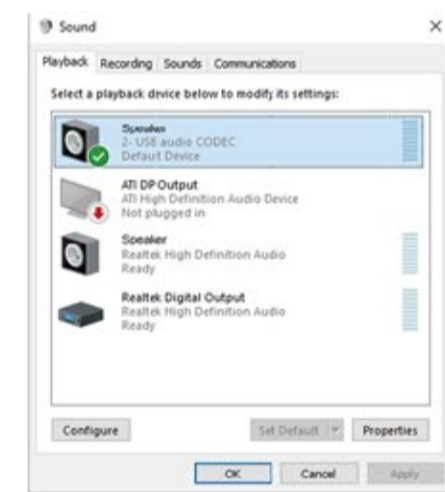 Sound
Playback Recording Sounds Communications
Select a playback device below to modify its settings:
Speaker
2- USB audio CODEC
Default Device
ATI DP Output
ATI High Definition Audio Device
Not plugged in
Speaker
Realtek High Definition Audio
Ready
Realtek Digital Output
Realtek High Definition Audio
Ready
Configure Set Default Properties
OK Cancel Apply